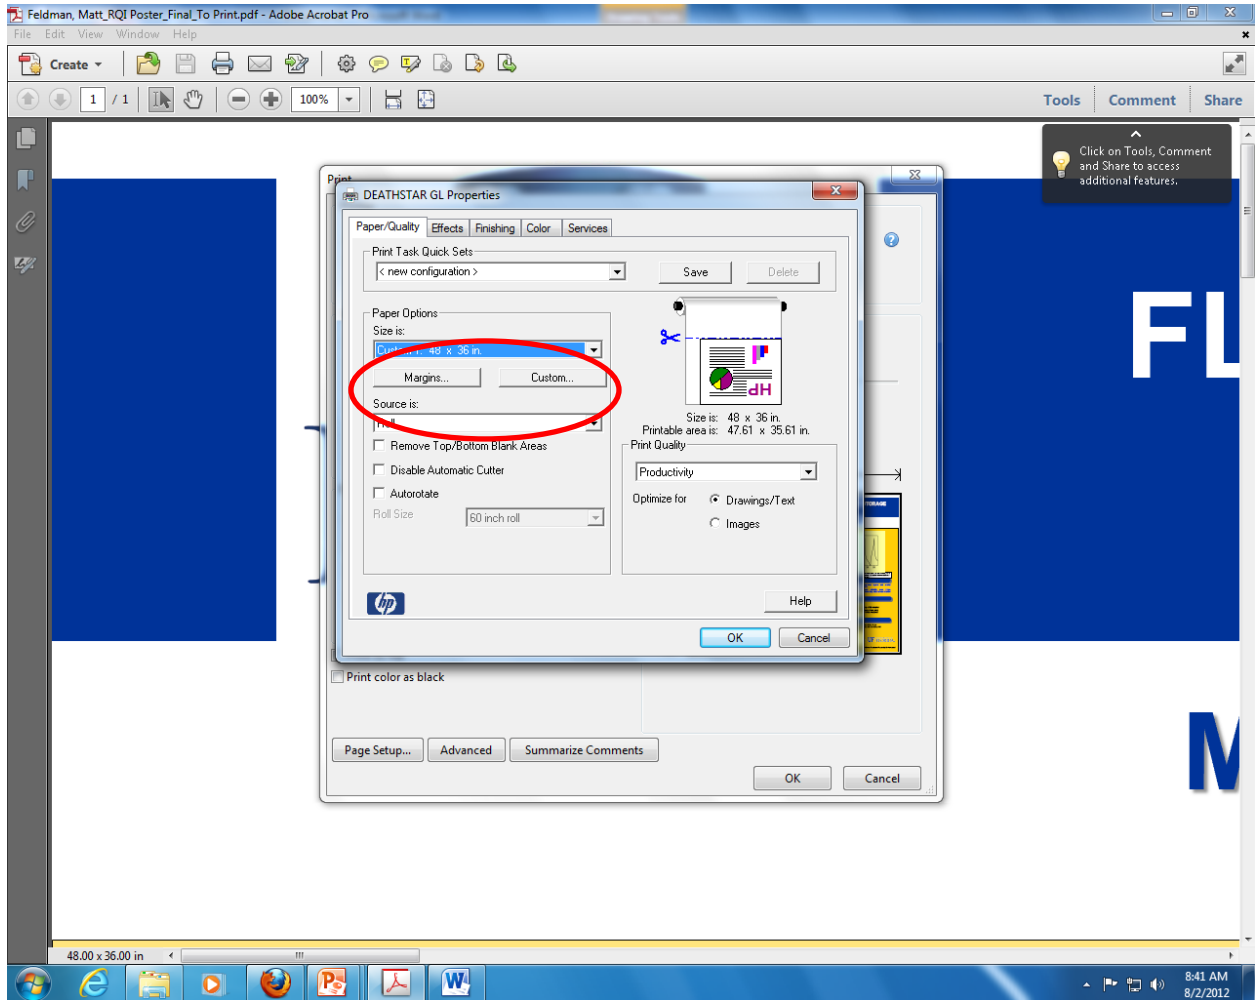 Feldman, Matt_RQI Poster_Final_To Print.pdf - Adobe Acrobat Pro
File Edit View Window Help
Create
1 / 1 100% Tools Comment Share
Click on Tools, Comment
and Share to access
additional features.
Print
DEATHSTAR GL Properties
Paper/Quality Effects Finishing Color Services
Print Task Quick Sets
< new configuration > Save Delete
Paper Options
Size is:
48 x 36 in.
Margins... Custom...
Source is:
Roll
Remove Top/Bottom Blank Areas
Disable Automatic Cutter
Autorotate
Roll Size 60 inch roll
HP
Size is: 48 x 36 in.
Printable area is: 47.61 x 35.61 in.
Print Quality
Productivity
Optimize for Drawings/Text
Images
hp
Help
OK Cancel
Print color as black
Page Setup... Advanced Summarize Comments
OK Cancel
FL
M
48.00 x 36.00 in
8:41 AM
8/2/2012